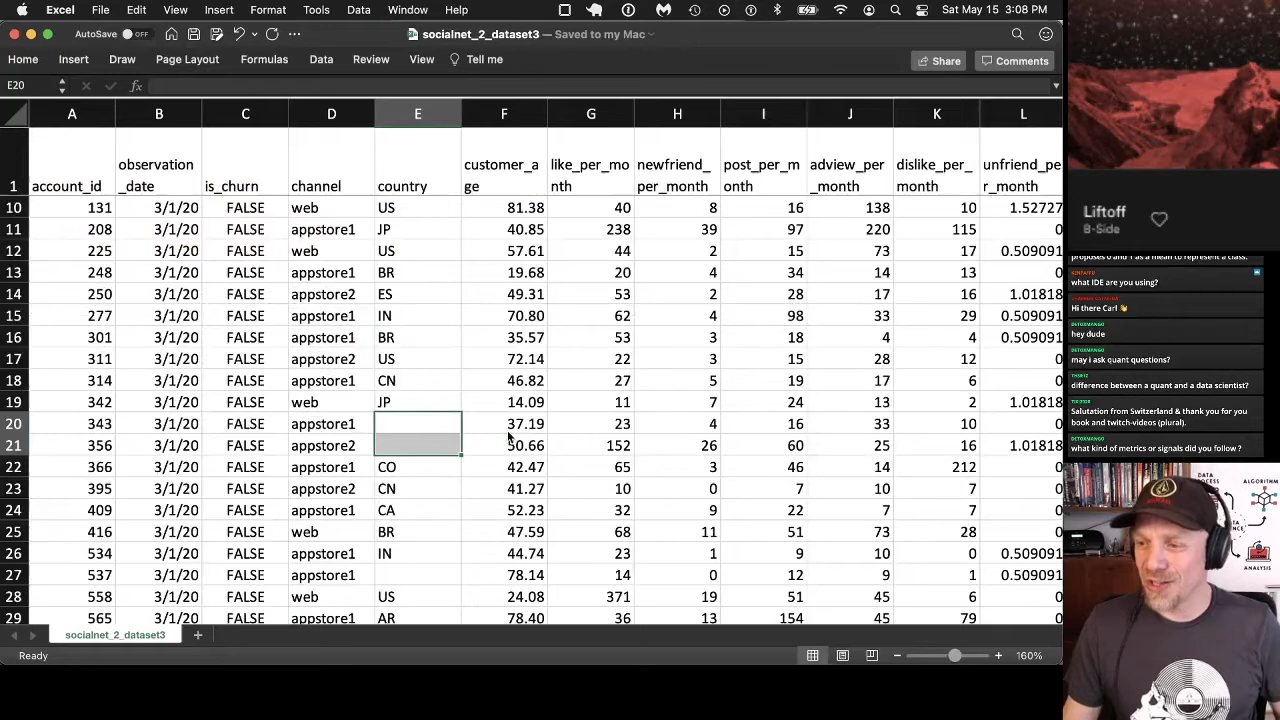 Excel File Edit View Insert Format Tools Data Window Help Sat May 15 3:08 PM
AutoSave OFF socialnet_2_dataset3 — Saved to my Mac
Home Insert Draw Page Layout Formulas Data Review View Tell me Share Comments
E20 fx
A B C D E F G H I J K L
1 account_id observation_date is_churn channel country customer_age like_per_month newfriend_per_month post_per_month adview_per_month dislike_per_month unfriend_per_month
10 131 3/1/20 FALSE web US 81.38 40 8 16 138 10 1.52727
11 208 3/1/20 FALSE appstore1 JP 40.85 238 39 97 220 115 0
12 225 3/1/20 FALSE web US 57.61 44 2 15 73 17 0.509091
13 248 3/1/20 FALSE appstore1 BR 19.68 20 4 34 14 13 0
14 250 3/1/20 FALSE appstore2 ES 49.31 53 2 28 17 16 1.01818
15 277 3/1/20 FALSE appstore1 IN 70.80 62 4 98 33 29 0.509091
16 301 3/1/20 FALSE appstore1 BR 35.57 53 3 18 4 4 0.509091
17 311 3/1/20 FALSE appstore2 US 72.14 22 3 15 28 12 0
18 314 3/1/20 FALSE appstore1 CN 46.82 27 5 19 17 6 0
19 342 3/1/20 FALSE web JP 14.09 11 7 24 13 2 1.01818
20 343 3/1/20 FALSE appstore1 37.19 23 4 16 33 10 0
21 356 3/1/20 FALSE appstore2 0.66 152 26 60 25 16 1.01818
22 366 3/1/20 FALSE appstore1 CO 42.47 65 3 46 14 212 0
23 395 3/1/20 FALSE appstore2 CN 41.27 10 0 7 10 7 0
24 409 3/1/20 FALSE appstore1 CA 52.23 32 9 22 7 7 0
25 416 3/1/20 FALSE web BR 47.59 68 11 51 73 28 0
26 534 3/1/20 FALSE appstore1 IN 44.74 23 1 9 10 0 0.509091
27 537 3/1/20 FALSE appstore1 78.14 14 0 12 9 1 0.509091
28 558 3/1/20 FALSE web US 24.08 371 19 51 45 6 0
29 565 3/1/20 FALSE appstore1 AR 78.40 36 13 154 45 79 0
socialnet_2_dataset3
Ready 160%
Liftoff
B-Side
proposes 0 and 1 as a mean to represent a class.
what IDE are you using?
Hi there Carl 👋
DETOXMANGO
hey dude
DETOXMANGO
may i ask quant questions?
difference between a quant and a data scientist?
Salutation from Switzerland & thank you for you
book and twitch-videos (plural).
DETOXMANGO
what kind of metrics or signals did you follow ?
ALGORITHM
ANALYSIS